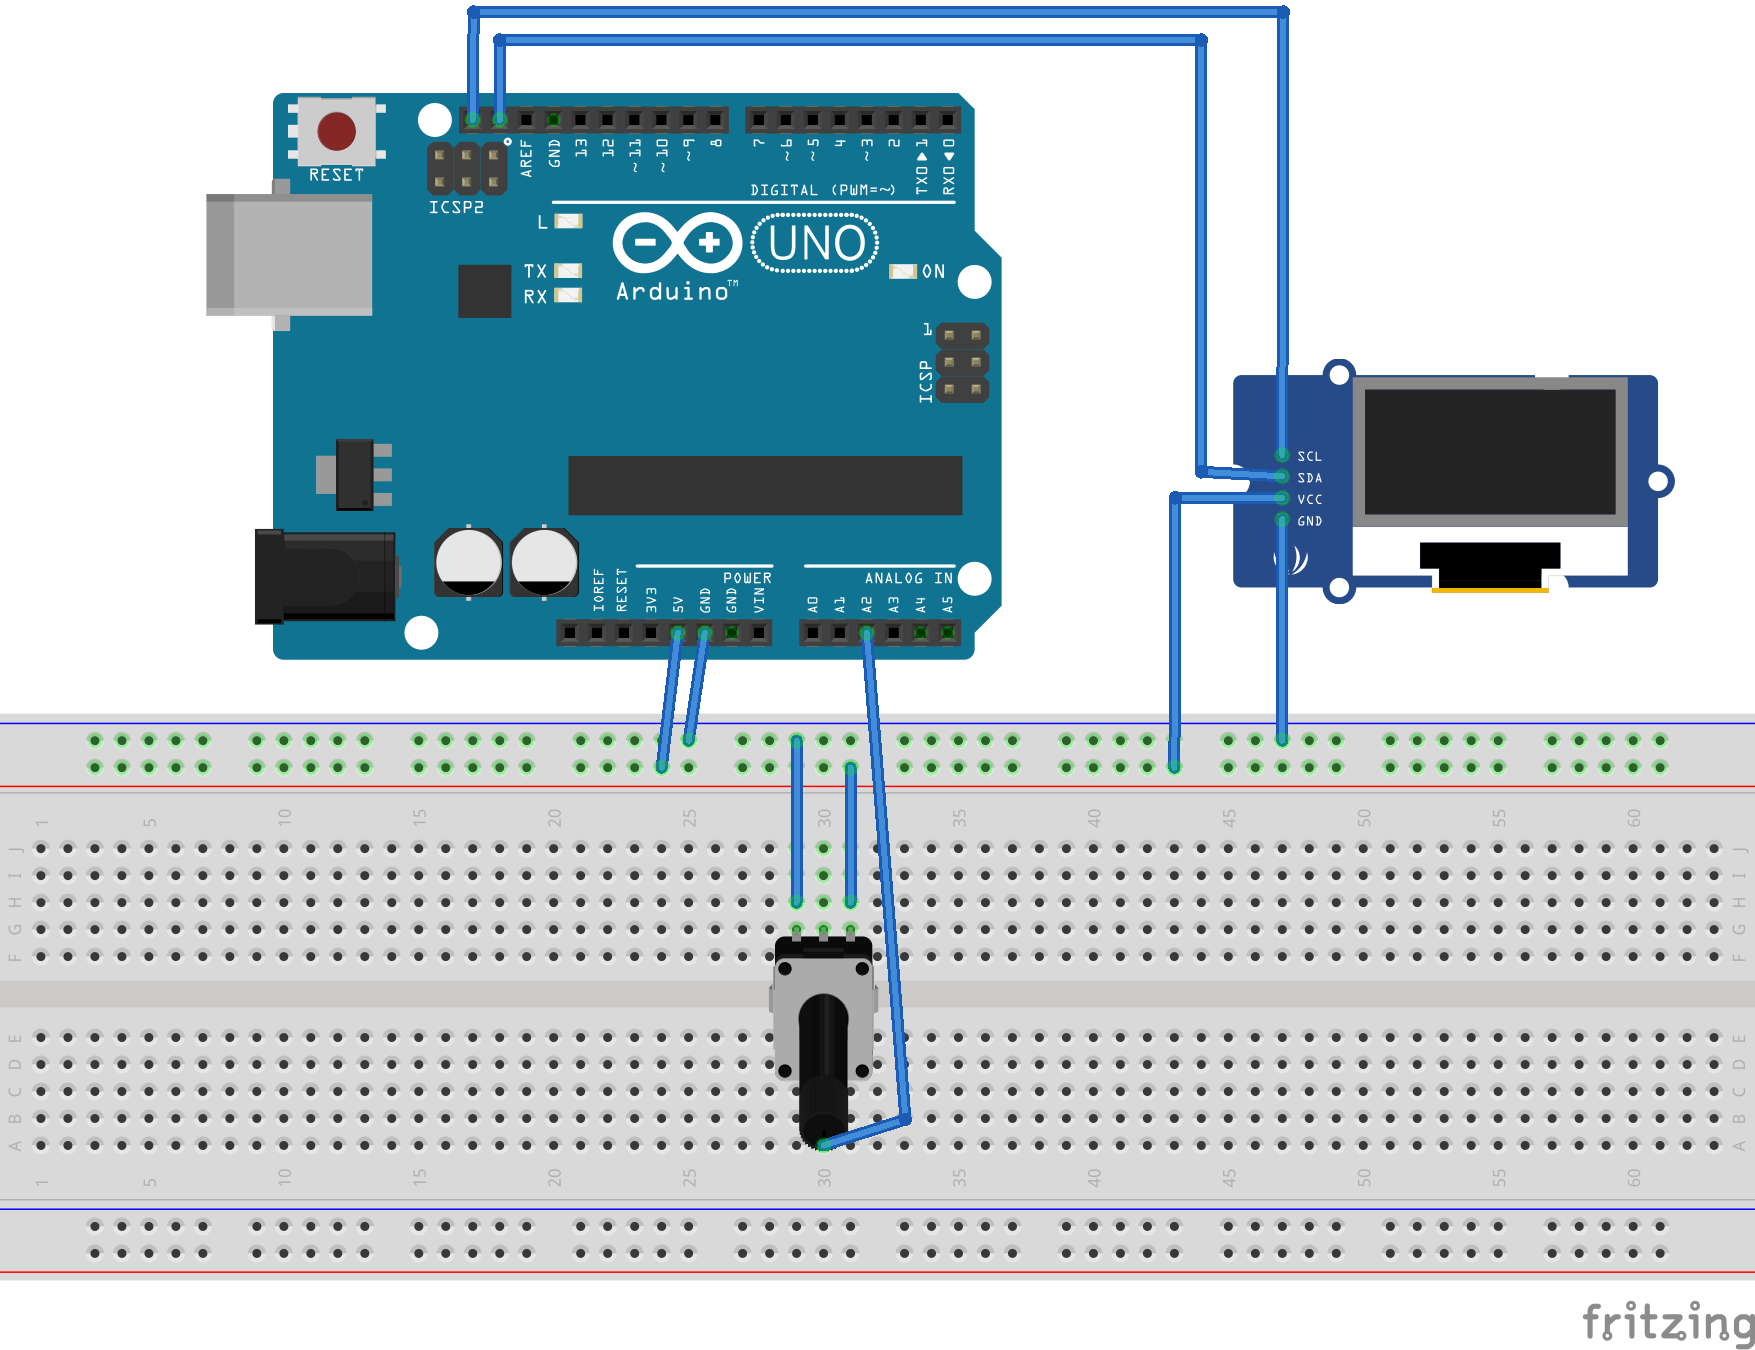 RESET
ICSP2
AREF
GND
13
12
~11
~10
~9
8
7
~6
~5
4
~3
2
TX0▶1
RX0◀0
DIGITAL (PWM=~)
L
TX
RX
UNO
Arduino™
ON
1
ICSP
SCL
SDA
VCC
GND
POWER
ANALOG IN
IOREF
RESET
3V3
5V
GND
GND
VIN
A0
A1
A2
A3
A4
A5
1 5 10 15 20 25 30 35 40 45 50 55 60
J J
I I
H H
G G
F F
E E
D D
C C
B B
A A
1 5 10 15 20 25 30 35 40 45 50 55 60
fritzing